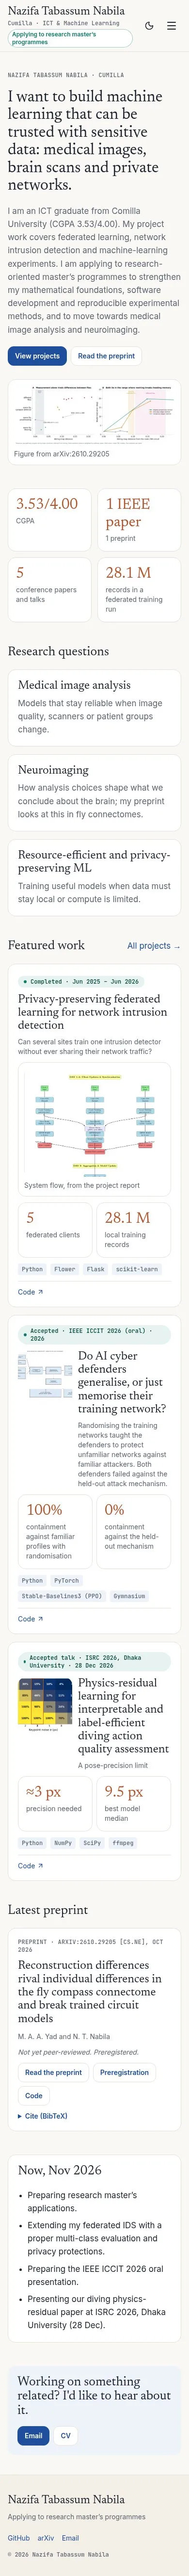 Nazifa Tabassum Nabila
Cumilla · ICT & Machine Learning
Applying to research master's
programmes
NAZIFA TABASSUM NABILA · CUMILLA
I want to build machine
learning that can be
trusted with sensitive
data: medical images,
brain scans and private
networks.
I am an ICT graduate from Comilla
University (CGPA 3.53/4.00). My project
work covers federated learning, network
intrusion detection and machine-learning
experiments. I am applying to research-
oriented master's programmes to strengthen
my mathematical foundations, software
development and reproducible experimental
methods, and to move towards medical
image analysis and neuroimaging.
View projects
Read the preprint
Figure from arXiv:2610.29205
3.53/4.00
CGPA
1 IEEE
paper
1 preprint
5
conference papers
and talks
28.1 M
records in a
federated training
run
Research questions
Medical image analysis
Models that stay reliable when image
quality, scanners or patient groups
change.
Neuroimaging
How analysis choices shape what we
conclude about the brain; my preprint
looks at this in fly connectomes.
Resource-efficient and privacy-
preserving ML
Training useful models when data must
stay local or compute is limited.
Featured work
All projects →
Completed · Jun 2025 – Jun 2026
Privacy-preserving federated
learning for network intrusion
detection
Can several sites train one intrusion detector
without ever sharing their network traffic?
System flow, from the project report
5
federated clients
28.1 M
local training
records
Python Flower Flask scikit-learn
Code ↗
Accepted · IEEE ICCIT 2026 (oral) ·
2026
Do AI cyber
defenders
generalise, or just
memorise their
training network?
Randomising the training
networks taught the
defenders to protect
unfamiliar networks against
familiar attackers. Both
defenders failed against the
held-out attack mechanism.
100%
containment
against familiar
profiles with
randomisation
0%
containment
against the held-
out mechanism
Python PyTorch
Stable-Baselines3 (PPO) Gymnasium
Code ↗
Accepted talk · ISRC 2026, Dhaka
University · 28 Dec 2026
Physics-residual
learning for
interpretable and
label-efficient
diving action
quality assessment
A pose-precision limit
≈3 px
precision needed
9.5 px
best model
median
Python NumPy SciPy ffmpeg
Code ↗
Latest preprint
PREPRINT · ARXIV:2610.29205 [CS.NE], OCT
2026
Reconstruction differences
rival individual differences in
the fly compass connectome
and break trained circuit
models
M. A. A. Yad and N. T. Nabila
Not yet peer-reviewed. Preregistered.
Read the preprint
Preregistration
Code
▶ Cite (BibTeX)
Now, Nov 2026
• Preparing research master's
applications.
• Extending my federated IDS with a
proper multi-class evaluation and
privacy protections.
• Preparing the IEEE ICCIT 2026 oral
presentation.
• Presenting our diving physics-
residual paper at ISRC 2026, Dhaka
University (28 Dec).
Working on something
related? I'd like to hear about
it.
Email
CV
Nazifa Tabassum Nabila
Applying to research master's programmes
GitHub arXiv Email
© 2026 Nazifa Tabassum Nabila